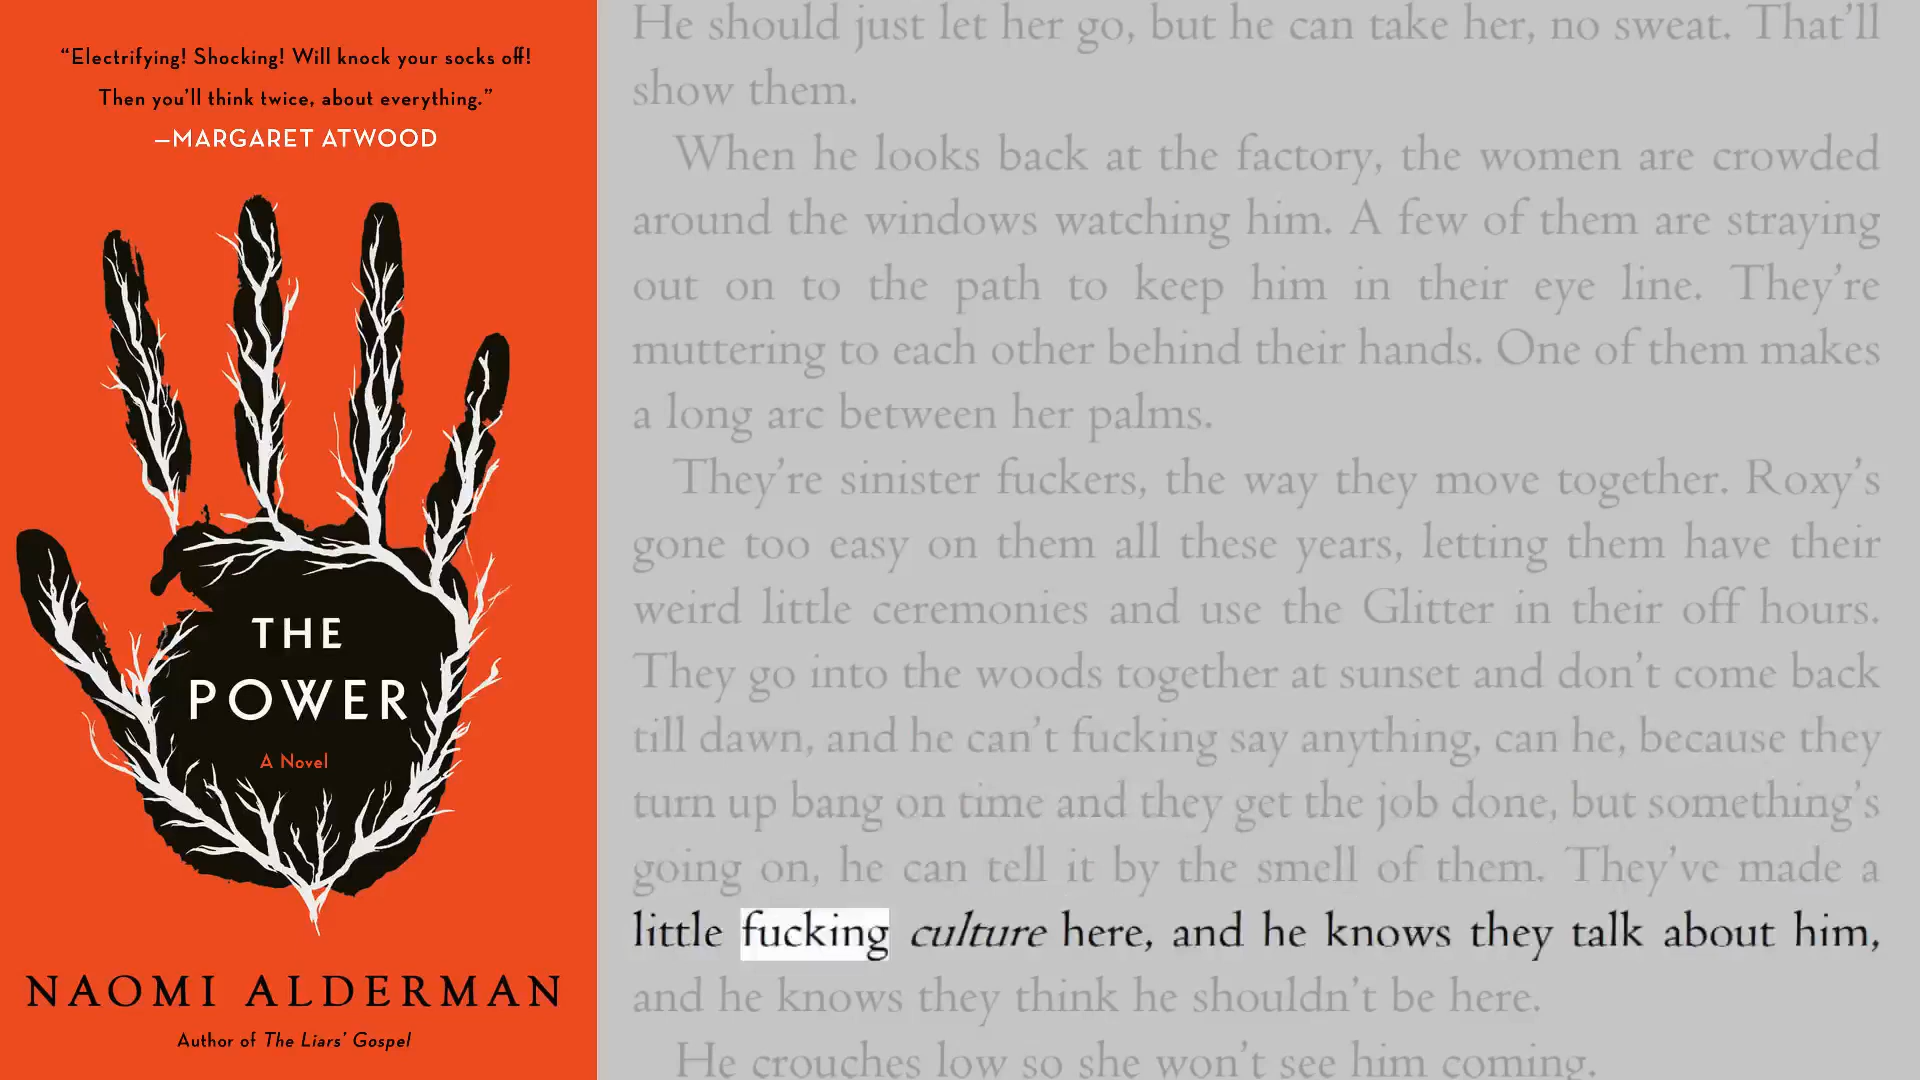 “Electrifying! Shocking! Will knock your socks off!
Then you’ll think twice, about everything.”
—MARGARET ATWOOD
THE
POWER
A Novel
NAOMI ALDERMAN
Author of The Liars’ Gospel
He should just let her go, but he can take her, no sweat. That’ll
show them.
When he looks back at the factory, the women are crowded
around the windows watching him. A few of them are straying
out on to the path to keep him in their eye line. They’re
muttering to each other behind their hands. One of them makes
a long arc between her palms.
They’re sinister fuckers, the way they move together. Roxy’s
gone too easy on them all these years, letting them have their
weird little ceremonies and use the Glitter in their off hours.
They go into the woods together at sunset and don’t come back
till dawn, and he can’t fucking say anything, can he, because they
turn up bang on time and they get the job done, but something’s
going on, he can tell it by the smell of them. They’ve made a
little fucking culture here, and he knows they talk about him,
and he knows they think he shouldn’t be here.
He crouches low so she won’t see him coming.